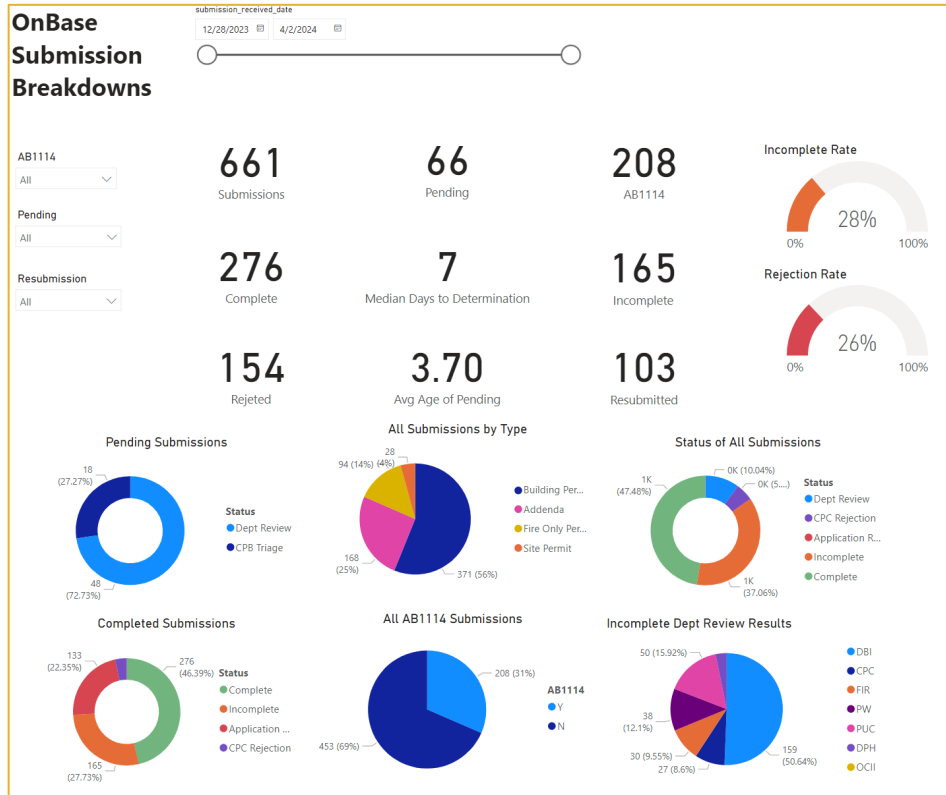 OnBase
Submission
Breakdowns
submission_received_date
12/28/2023
4/2/2024
AB1114
All
Pending
All
Resubmission
All
661
Submissions
66
Pending
208
AB1114
276
Complete
7
Median Days to Determination
165
Incomplete
154
Rejeted
3.70
Avg Age of Pending
103
Resubmitted
Incomplete Rate
28%
0%
100%
Rejection Rate
26%
0%
100%
Pending Submissions
18
(27.27%)
48
(72.73%)
Status
Dept Review
CPB Triage
All Submissions by Type
28
(4%)
94 (14%)
168
(25%)
371 (56%)
Building Per...
Addenda
Fire Only Per...
Site Permit
Status of All Submissions
1K
(47.48%)
0K (10.04%)
0K (5....)
1K
(37.06%)
Status
Dept Review
CPC Rejection
Application R...
Incomplete
Complete
Completed Submissions
133
(22.35%)
276
(46.39%)
165
(27.73%)
Status
Complete
Incomplete
Application ...
CPC Rejection
All AB1114 Submissions
208 (31%)
453 (69%)
AB1114
Y
N
Incomplete Dept Review Results
50 (15.92%)
38
(12.1%)
30 (9.55%)
27 (8.6%)
159
(50.64%)
DBI
CPC
FIR
PW
PUC
DPH
OCII